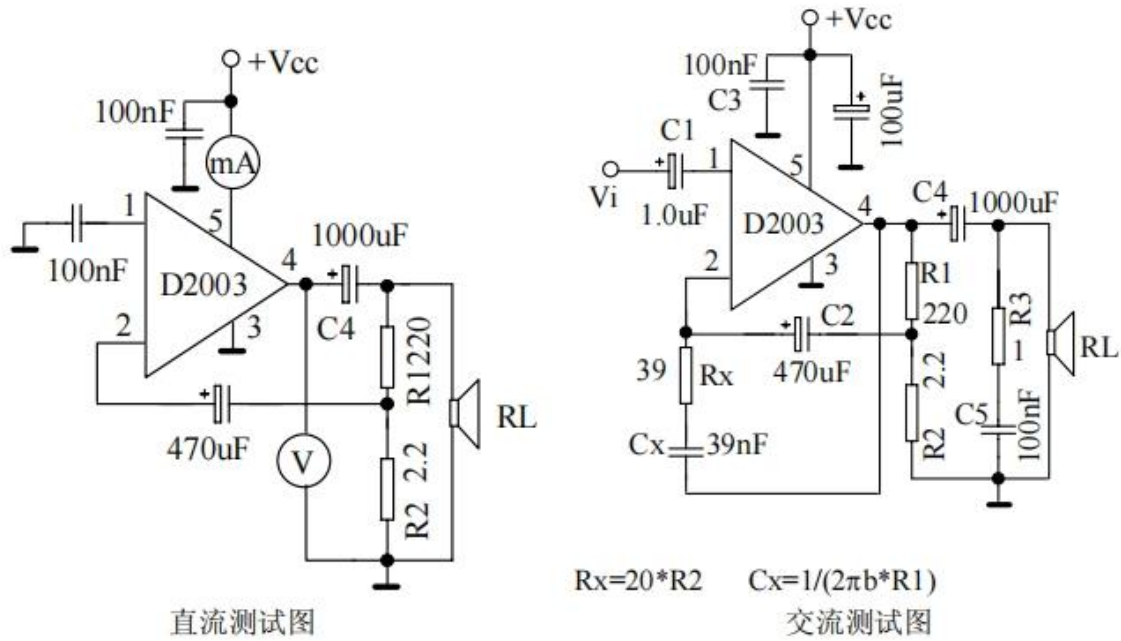 +Vcc
100nF
mA
1
5
100nF
D2003
4
1000uF
C4
2
3
R1220
470uF
V
R2 2.2
RL
直流测试图
+Vcc
100nF
C3
100uF
C1
Vi
1.0uF
1
5
D2003
4
C4
1000uF
2
3
R1
220
C2
470uF
39
Rx
Cx
39nF
R2 2.2
R3
1
C5
100nF
RL
Rx=20*R2 Cx=1/(2πb*R1)
交流测试图